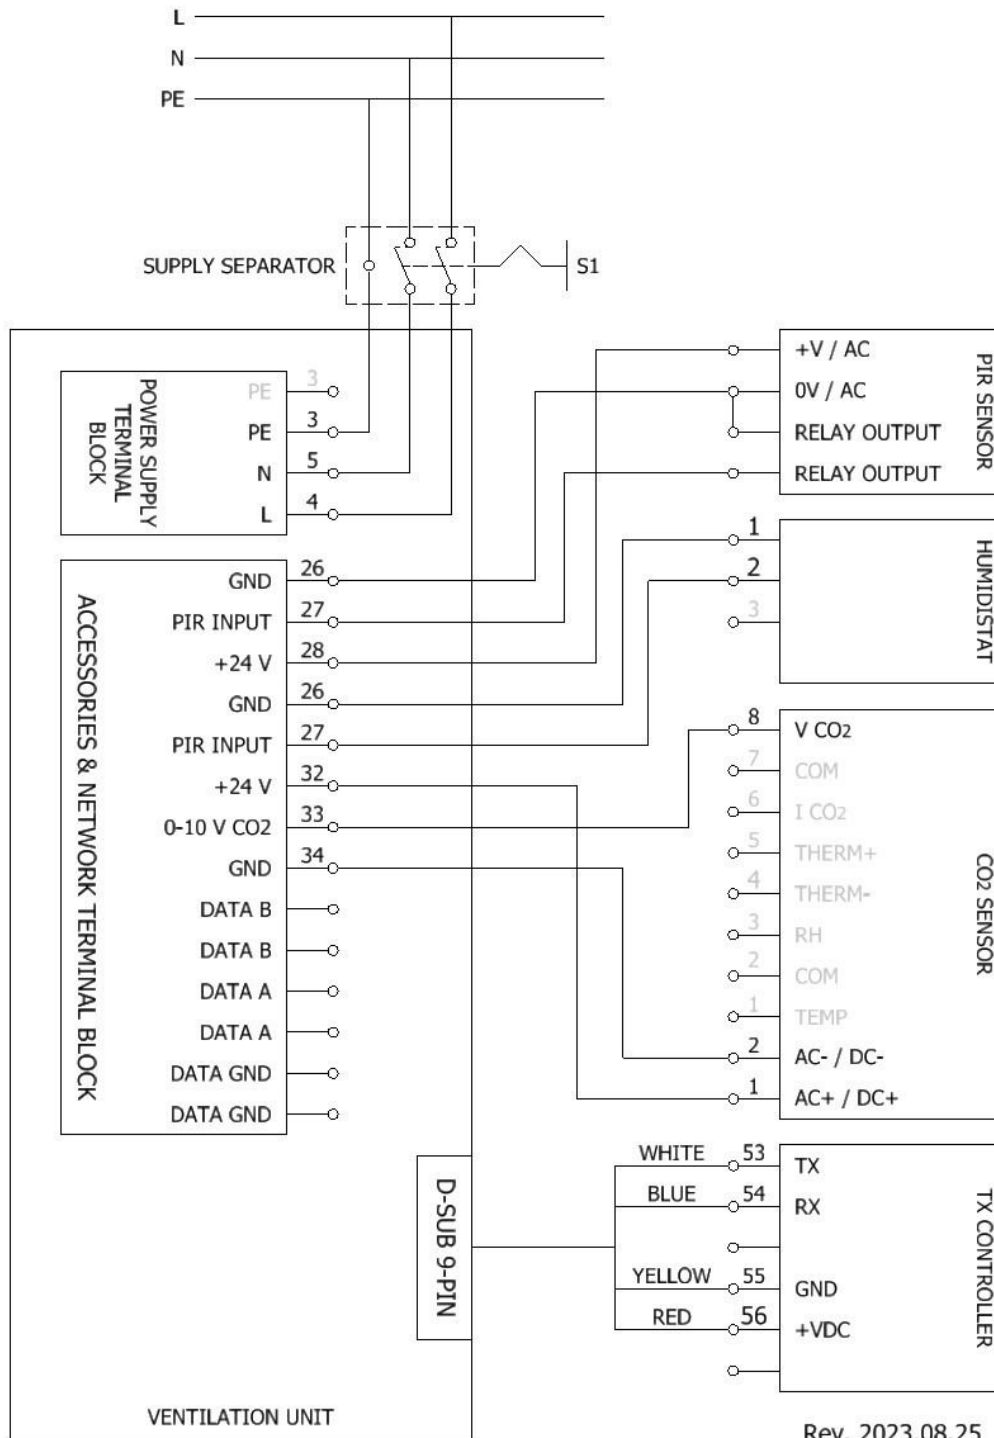 L
N
PE
SUPPLY SEPARATOR
S1
POWER SUPPLY
TERMINAL
BLOCK
PE 3
PE 3
N 5
L 4
ACCESSORIES & NETWORK TERMINAL BLOCK
GND 26
PIR INPUT 27
+24 V 28
GND 26
PIR INPUT 27
+24 V 32
0-10 V CO2 33
GND 34
DATA B
DATA B
DATA A
DATA A
DATA GND
DATA GND
D-SUB 9-PIN
VENTILATION UNIT
+V / AC
0V / AC
RELAY OUTPUT
RELAY OUTPUT
PIR SENSOR
1
2
3
HUMIDISTAT
8 V CO2
7 COM
6 I CO2
5 THERM+
4 THERM-
3 RH
2 COM
1 TEMP
2 AC- / DC-
1 AC+ / DC+
CO2 SENSOR
WHITE 53 TX
BLUE 54 RX
YELLOW 55 GND
RED 56 +VDC
TX CONTROLLER
Rev. 2023.08.25